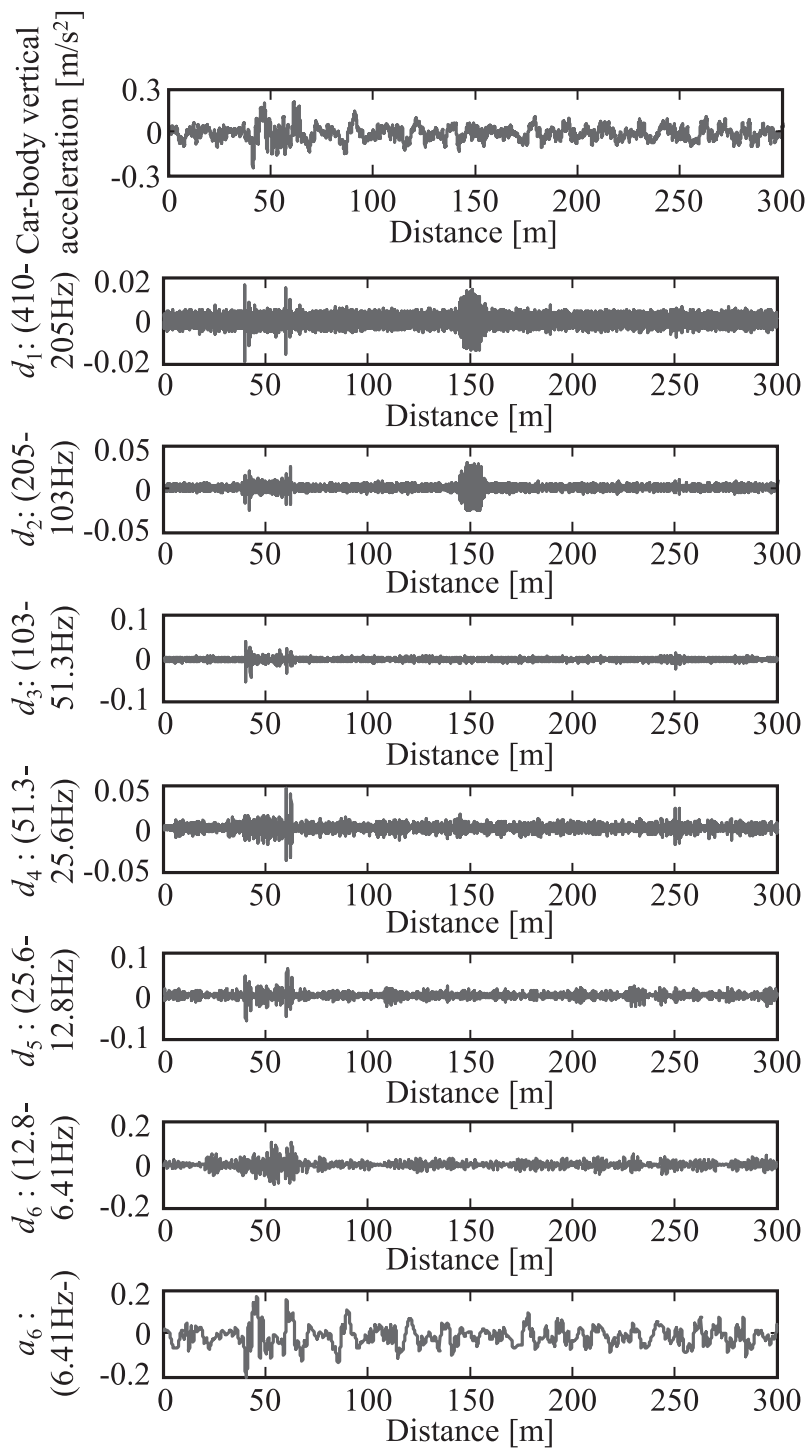 Car-body vertical
acceleration [m/s²]
0.3
0
-0.3
0 50 100 150 200 250 300
Distance [m]
d₁: (410-
205Hz)
0.02
0
-0.02
0 50 100 150 200 250 300
Distance [m]
d₂: (205-
103Hz)
0.05
0
-0.05
0 50 100 150 200 250 300
Distance [m]
d₃: (103-
51.3Hz)
0.1
0
-0.1
0 50 100 150 200 250 300
Distance [m]
d₄ : (51.3-
25.6Hz)
0.05
0
-0.05
0 50 100 150 200 250 300
Distance [m]
d₅ : (25.6-
12.8Hz)
0.1
0
-0.1
0 50 100 150 200 250 300
Distance [m]
d₆ : (12.8-
6.41Hz)
0.2
0
-0.2
0 50 100 150 200 250 300
Distance [m]
a₆ :
(6.41Hz-)
0.2
0
-0.2
0 50 100 150 200 250 300
Distance [m]